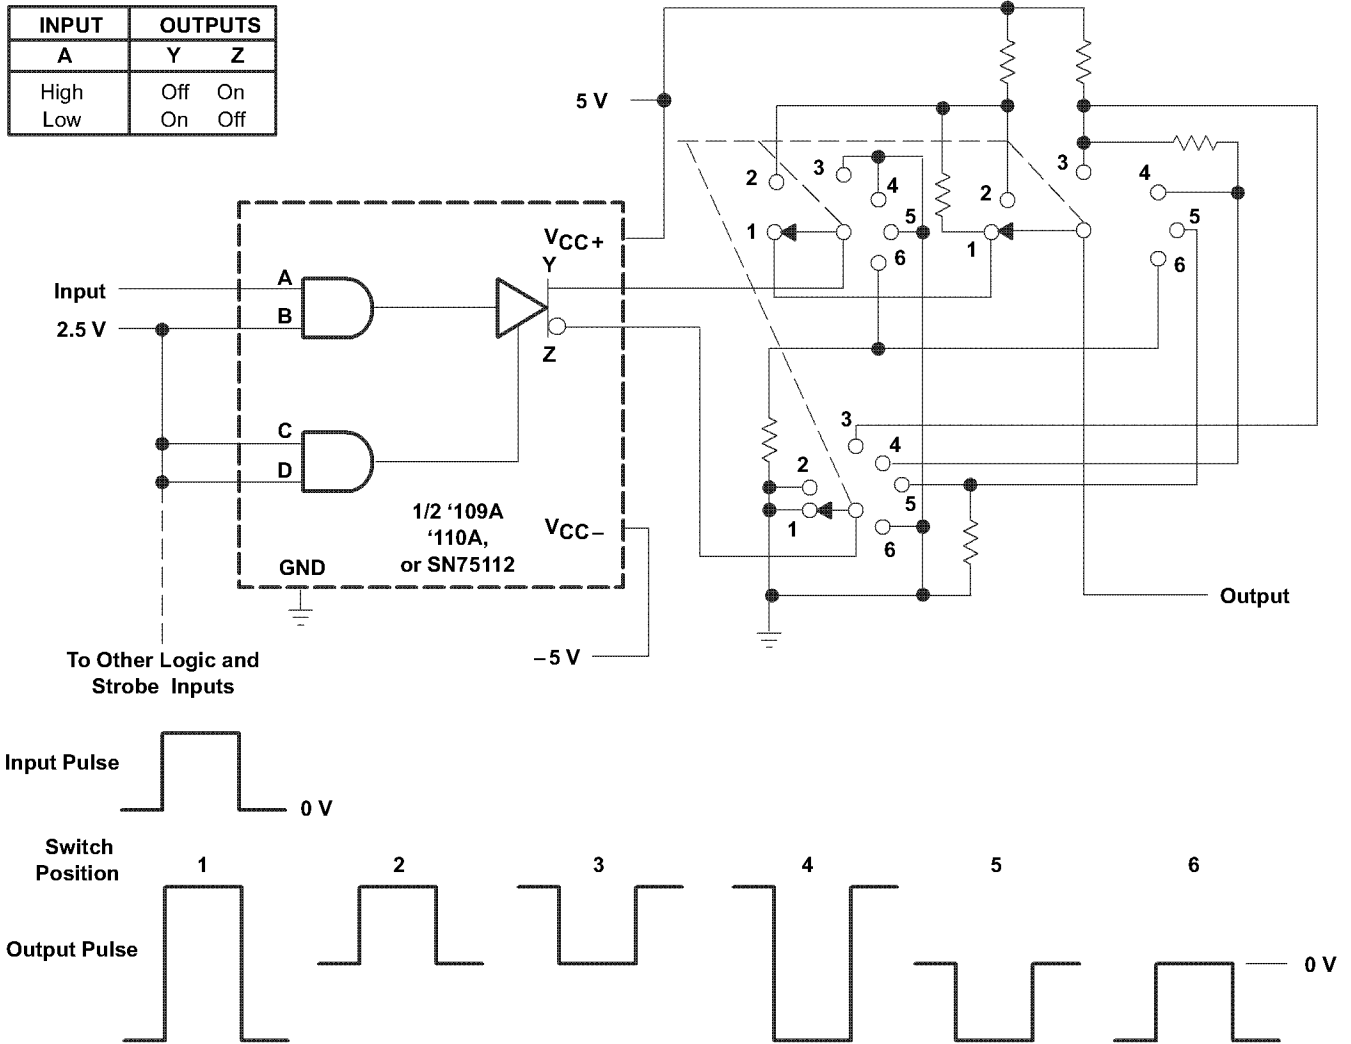 INPUT OUTPUTS
A Y Z
High Off On
Low On Off
5 V
Input
2.5 V
A
B
C
D
VCC+
Y
Z
1/2 ‘109A
‘110A,
or SN75112
VCC–
GND
–5 V
To Other Logic and
Strobe Inputs
2
3
4
1
5
6
2
3
4
1
5
6
3
4
2
5
1
6
Output
Input Pulse
0 V
Switch
Position
1 2 3 4 5 6
Output Pulse
0 V